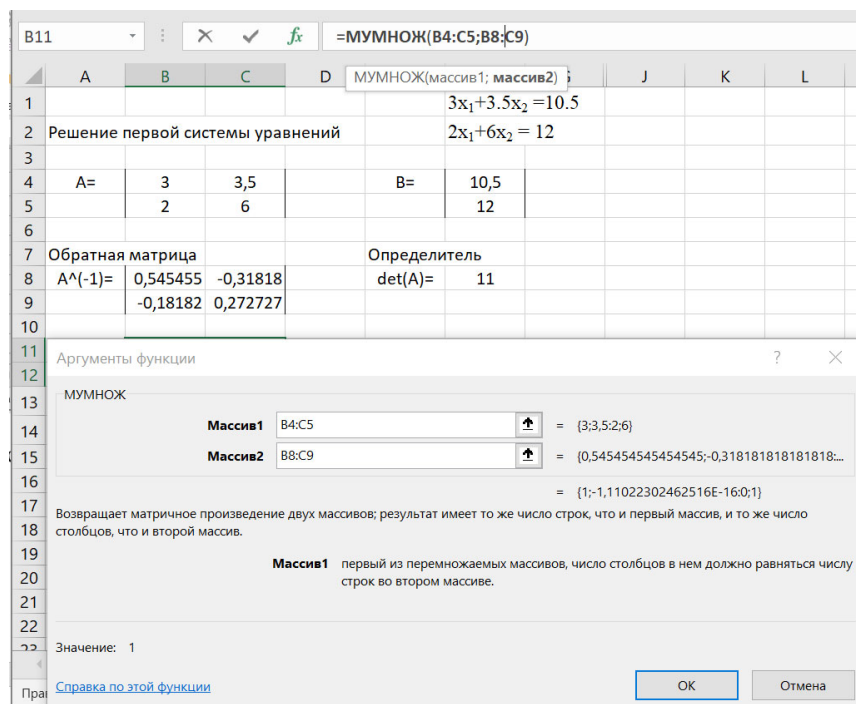 B11 fx =МУМНОЖ(B4:C5;B8:C9)
A B C D J K L
МУМНОЖ(массив1; массив2)
1 3x₁+3.5x₂ =10.5
2 Решение первой системы уравнений 2x₁+6x₂ = 12
3
4 A= 3 3,5 B= 10,5
5 2 6 12
6
7 Обратная матрица Определитель
8 A^(-1)= 0,545455 -0,31818 det(A)= 11
9 -0,18182 0,272727
10
11
Аргументы функции ? ×
12
МУМНОЖ
13
Массив1 B4:C5 = {3;3,5:2;6}
14
Массив2 B8:C9 = {0,545454545454545;-0,318181818181818:...
15
= {1;-1,11022302462516E-16:0;1}
16
17
Возвращает матричное произведение двух массивов; результат имеет то же число строк, что и первый массив, и то же число
18 столбцов, что и второй массив.
19
Массив1 первый из перемножаемых массивов, число столбцов в нем должно равняться числу
20 строк во втором массиве.
21
22
Значение: 1
Справка по этой функции
OK Отмена